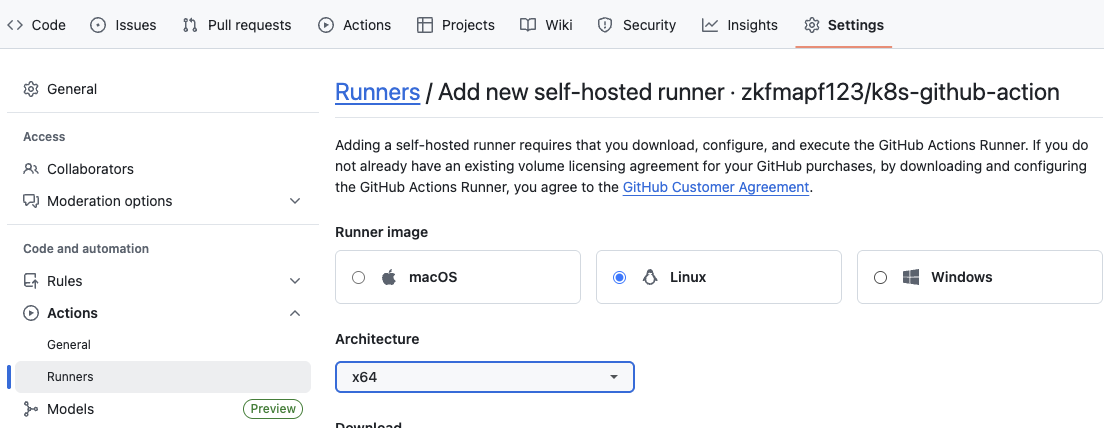 Code Issues Pull requests Actions Projects Wiki Security Insights Settings
General
Access
Collaborators
Moderation options
Code and automation
Rules
Actions
General
Runners
Models Preview
Runners / Add new self-hosted runner · zkfmapf123/k8s-github-action
Adding a self-hosted runner requires that you download, configure, and execute the GitHub Actions Runner. If you do
not already have an existing volume licensing agreement for your GitHub purchases, by downloading and configuring
the GitHub Actions Runner, you agree to the GitHub Customer Agreement.
Runner image
macOS Linux Windows
Architecture
x64
Download